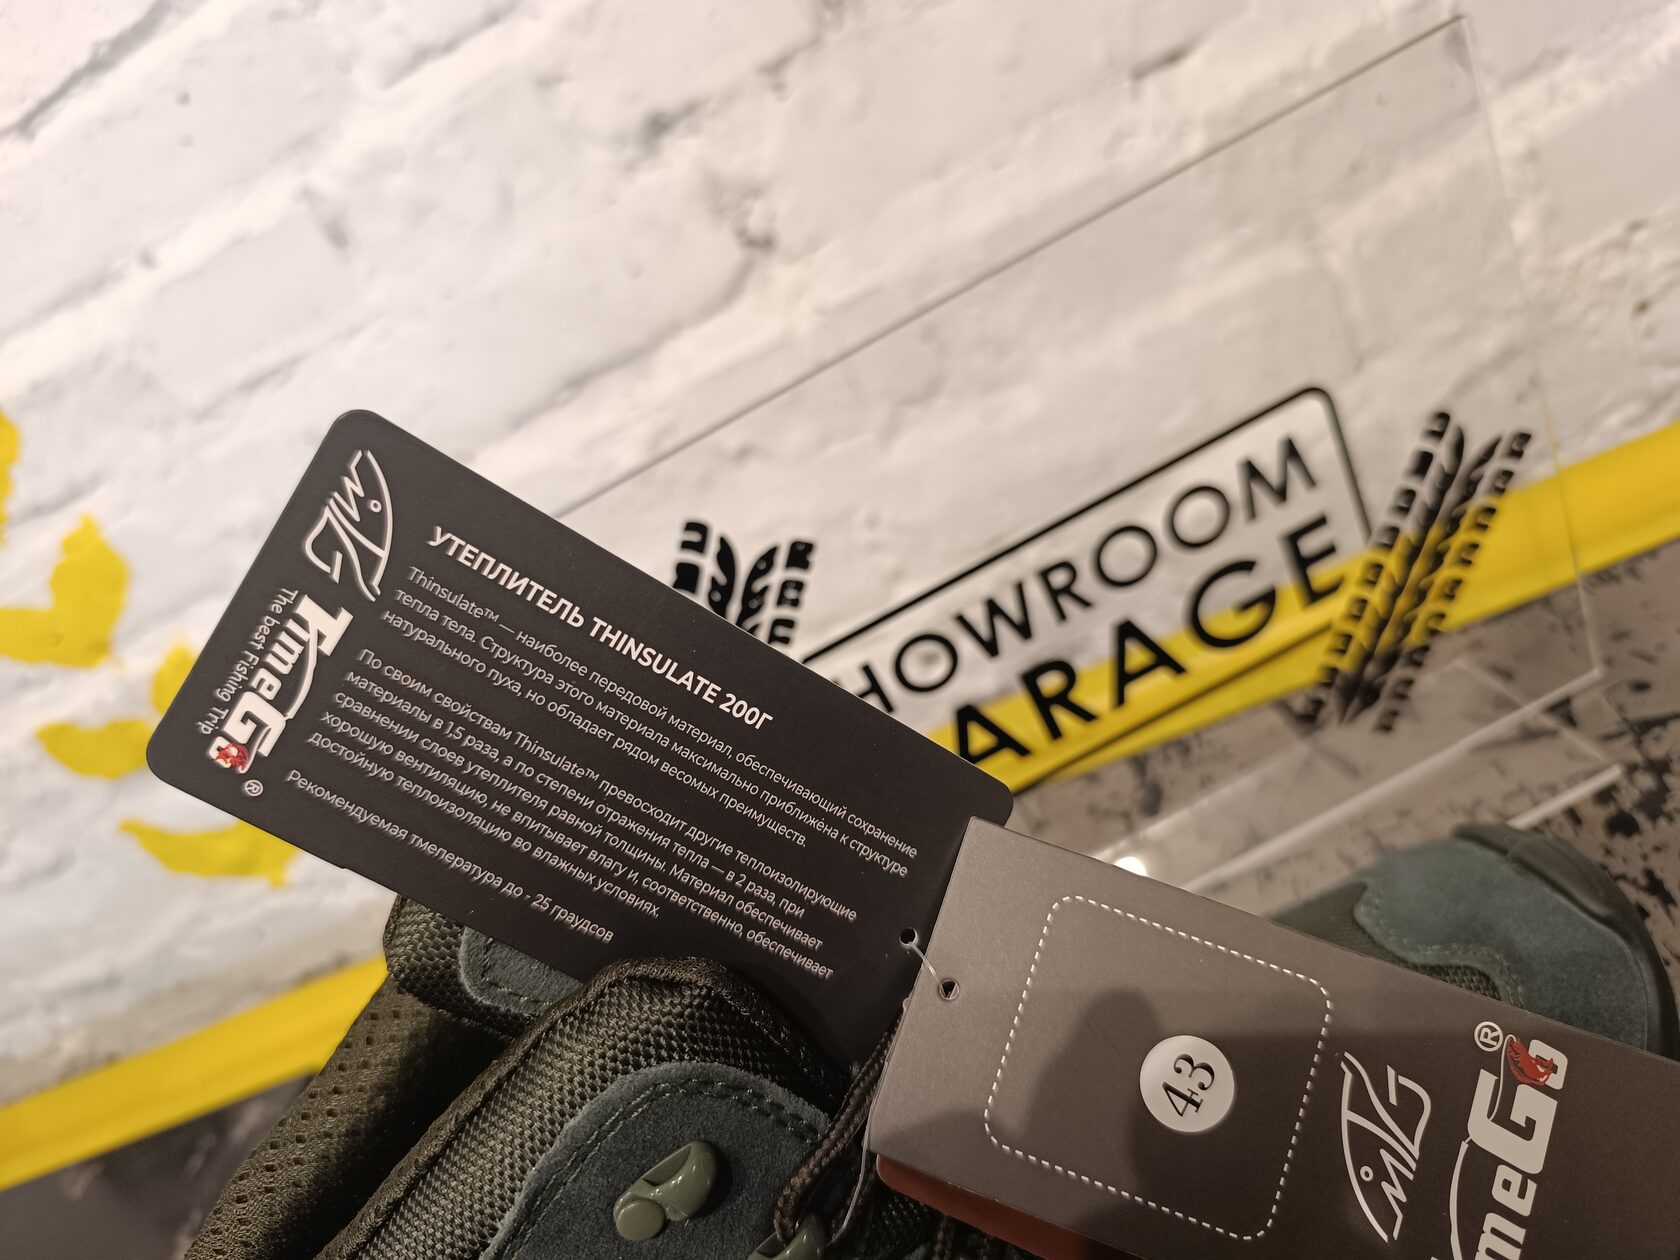 УТЕПЛИТЕЛЬ THINSULATE 200Г
Thinsulate™ — наиболее передовой материал, обеспечивающий сохранение
тепла тела. Структура этого материала максимально приближена к структуре
натурального пуха, но обладает рядом весомых преимуществ.
По своим свойствам Thinsulate™ превосходит другие теплоизолирующие
материалы в 1,5 раза, а по степени отражения тепла — в 2 раза, при
сравнении слоев утеплителя равной толщины. Материал обеспечивает
хорошую вентиляцию, не впитывает влагу и, соответственно, обеспечивает
достойную теплоизоляцию во влажных условиях.
Рекомендуемая тмепература до - 25 граудсов
TimeGo®
The best Fishing Trip
HOWROOM
ARAGE
43
meGo®